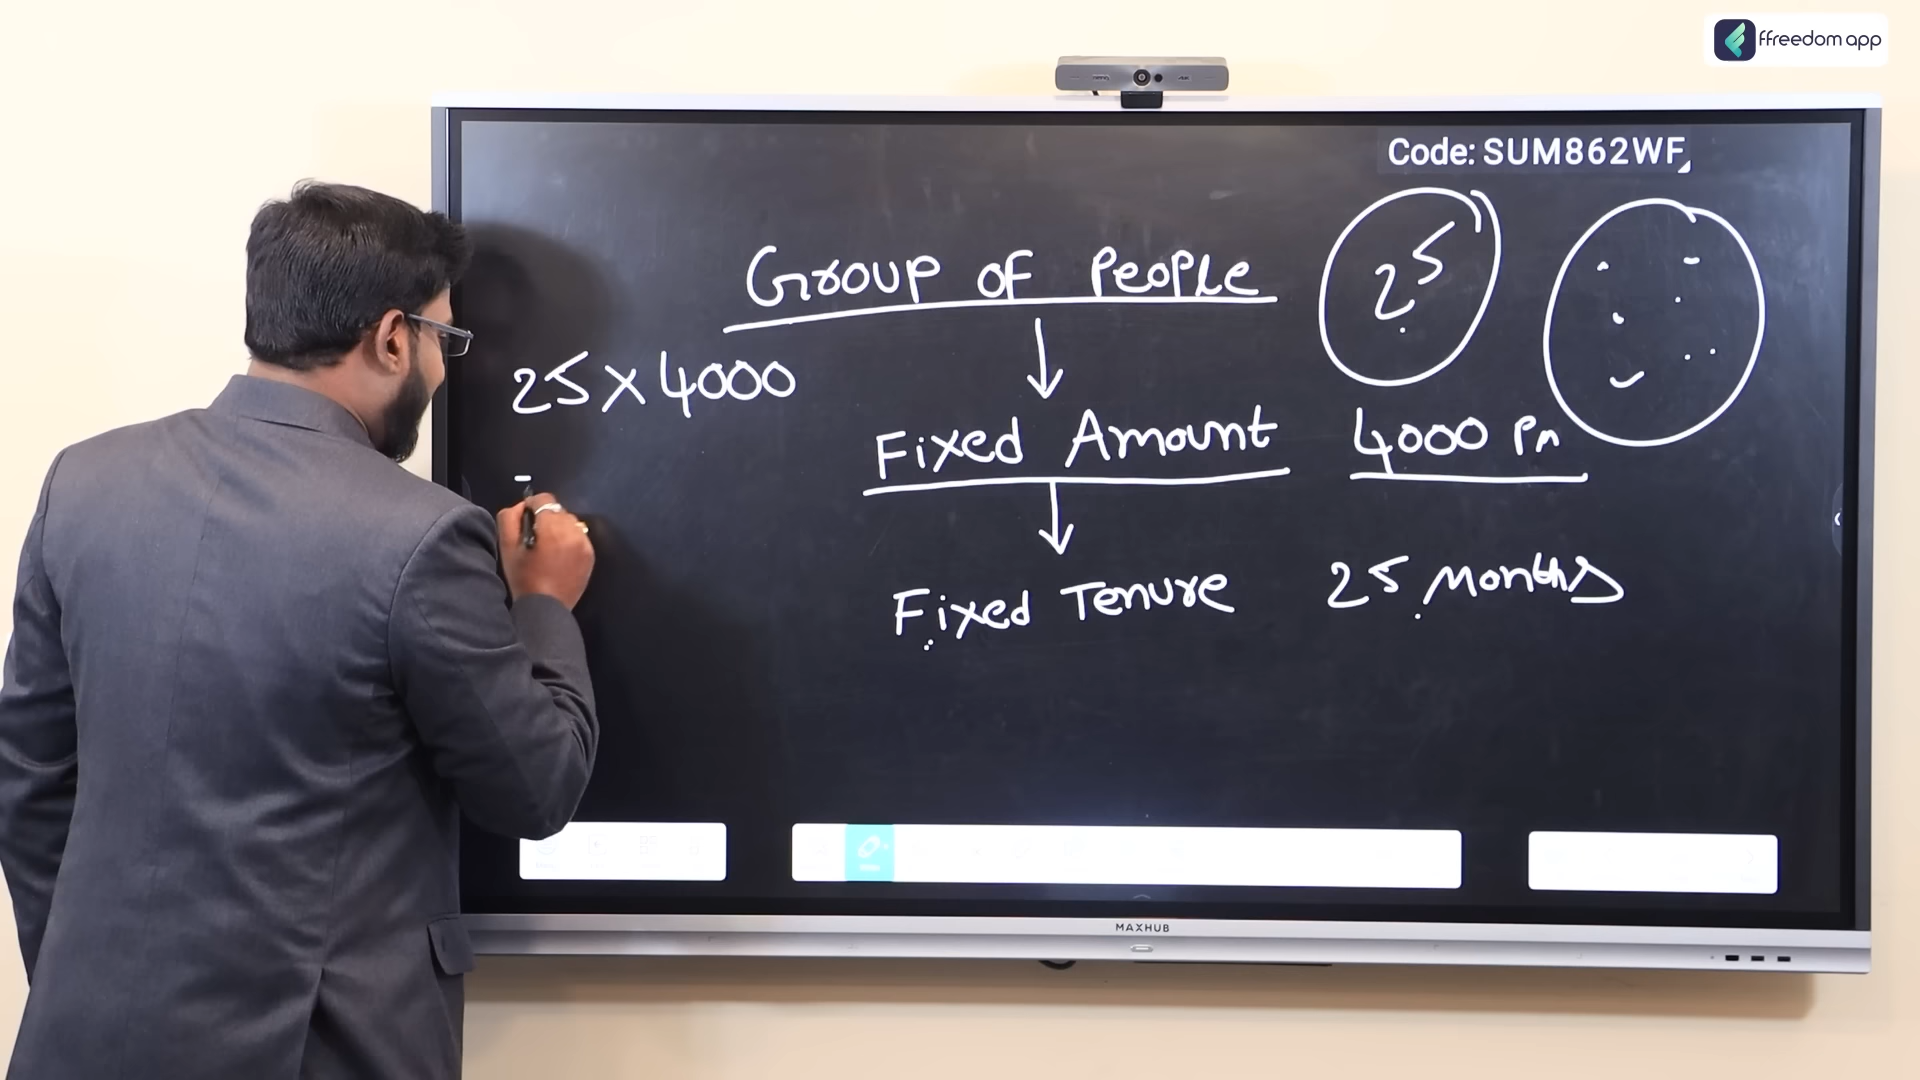 ffreedom app
Code: SUM862WF
Group of People 25
25 x 4000
Fixed Amount 4000 Pm
Fixed Tenure 25 Months
MAXHUB